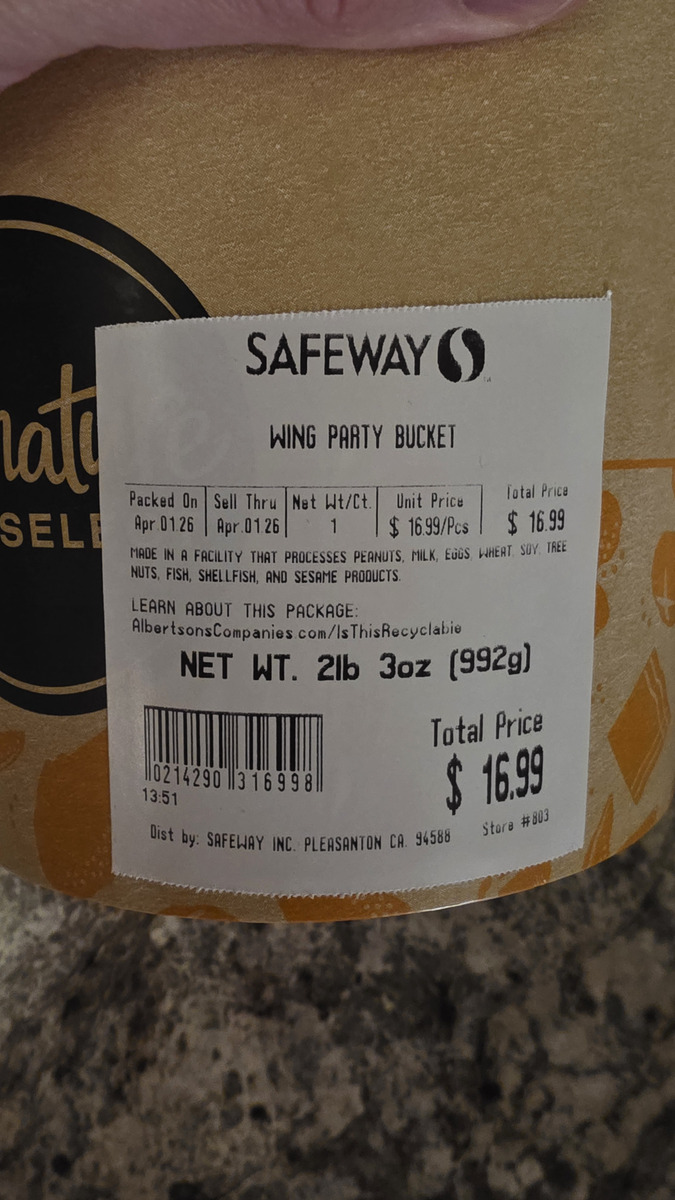 SAFEWAY
WING PARTY BUCKET
Packed On Sell Thru Net Wt/Ct. Unit Price Total Price
Apr.01.26 Apr.01.26 1 $ 16.99/Pcs $ 16.99
MADE IN A FACILITY THAT PROCESSES PEANUTS, MILK, EGGS, WHEAT, SOY, TREE
NUTS, FISH, SHELLFISH, AND SESAME PRODUCTS.
LEARN ABOUT THIS PACKAGE:
AlbertsonsCompanies.com/IsThisRecyclable
NET WT. 2lb 3oz (992g)
Total Price
$ 16.99
0214290 316998
13:51
Dist by: SAFEWAY INC. PLEASANTON CA. 94588 Store #803
natu
SELE